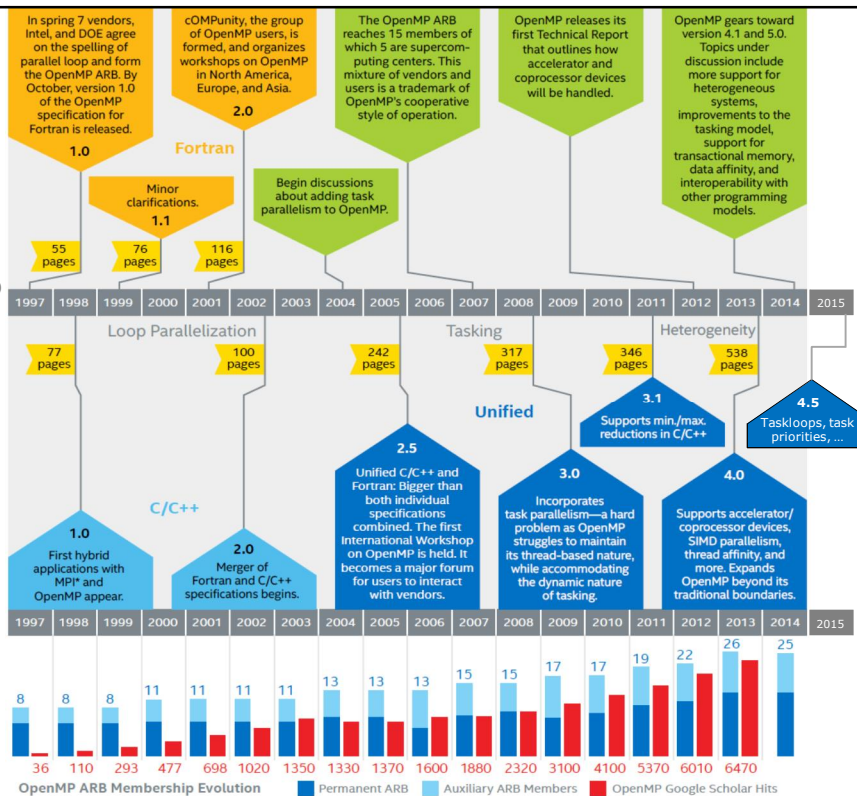 In spring 7 vendors,
Intel, and DOE agree
on the spelling of
parallel loop and form
the OpenMP ARB. By
October, version 1.0
of the OpenMP
specification for
Fortran is released.
1.0
cOMPunity, the group
of OpenMP users, is
formed, and organizes
workshops on OpenMP
in North America,
Europe, and Asia.
2.0
The OpenMP ARB
reaches 15 members of
which 5 are supercom-
puting centers. This
mixture of vendors and
users is a trademark of
OpenMP's cooperative
style of operation.
OpenMP releases its
first Technical Report
that outlines how
accelerator and
coprocessor devices
will be handled.
OpenMP gears toward
version 4.1 and 5.0.
Topics under
discussion include
more support for
heterogeneous
systems,
improvements to the
tasking model,
support for
transactional memory,
data affinity, and
interoperability with
other programming
models.
Fortran
Minor
clarifications.
1.1
Begin discussions
about adding task
parallelism to OpenMP.
55
pages
76
pages
116
pages
1997 1998 1999 2000 2001 2002 2003 2004 2005 2006 2007 2008 2009 2010 2011 2012 2013 2014 2015
Loop Parallelization Tasking Heterogeneity
77
pages
100
pages
242
pages
317
pages
346
pages
538
pages
Unified
C/C++
1.0
First hybrid
applications with
MPI* and
OpenMP appear.
2.0
Merger of
Fortran and C/C++
specifications begins.
2.5
Unified C/C++ and
Fortran: Bigger than
both individual
specifications
combined. The first
International Workshop
on OpenMP is held. It
becomes a major forum
for users to interact
with vendors.
3.0
Incorporates
task parallelism—a hard
problem as OpenMP
struggles to maintain
its thread-based nature,
while accommodating
the dynamic nature
of tasking.
3.1
Supports min./max.
reductions in C/C++
4.0
Supports accelerator/
coprocessor devices,
SIMD parallelism,
thread affinity, and
more. Expands
OpenMP beyond its
traditional boundaries.
4.5
Taskloops, task
priorities, …
1997 1998 1999 2000 2001 2002 2003 2004 2005 2006 2007 2008 2009 2010 2011 2012 2013 2014 2015
8 8 8 11 11 11 11 13 13 13 15 15 17 17 19 22 26 25
36 110 293 477 698 1020 1350 1330 1370 1600 1880 2320 3100 4100 5370 6010 6470
OpenMP ARB Membership Evolution Permanent ARB Auxiliary ARB Members OpenMP Google Scholar Hits